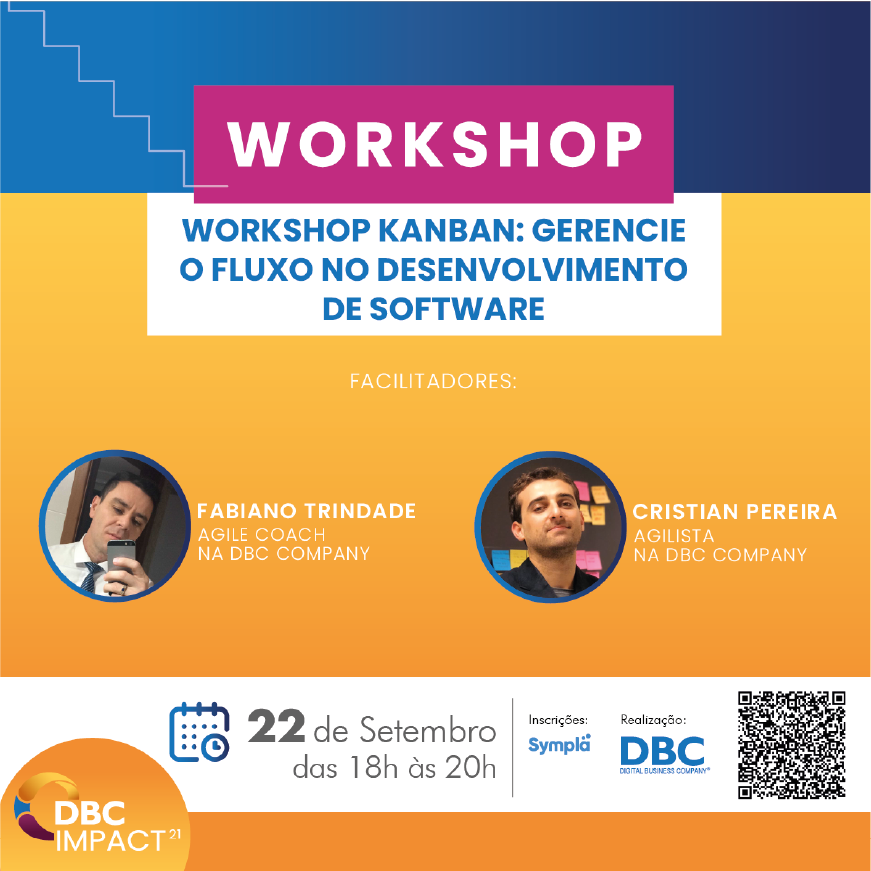 WORKSHOP
WORKSHOP KANBAN: GERENCIE
O FLUXO NO DESENVOLVIMENTO
DE SOFTWARE
FACILITADORES:
FABIANO TRINDADE
AGILE COACH
NA DBC COMPANY
CRISTIAN PEREIRA
AGILISTA
NA DBC COMPANY
22 de Setembro
das 18h às 20h
Inscrições:
Sympla
Realização:
DBC
DIGITAL BUSINESS COMPANY®
DBC
IMPACT²¹